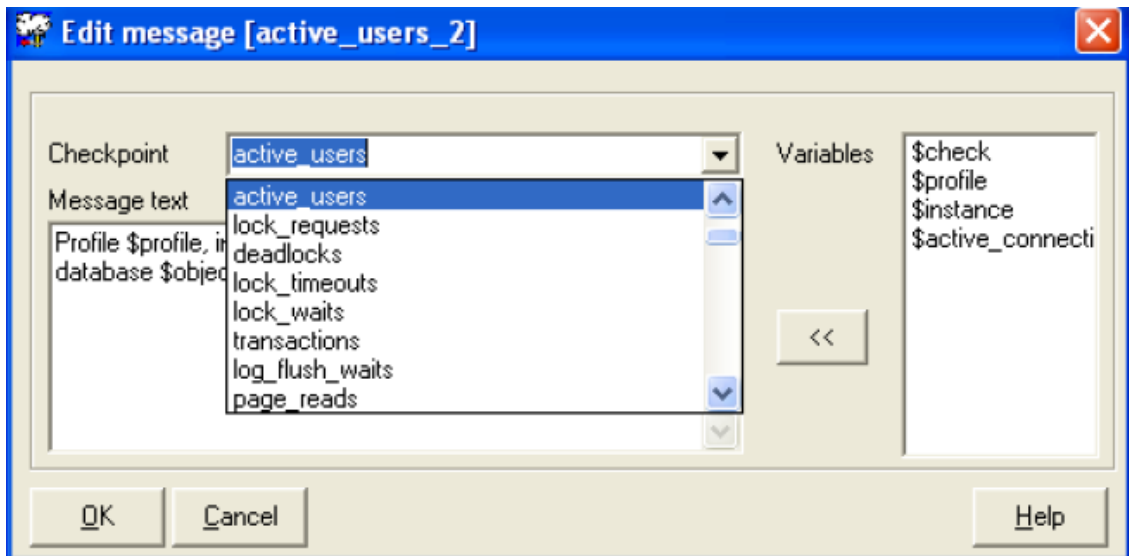 Edit message [active_users_2]
Checkpoint
active_users
Variables
$check
$profile
$instance
$active_connecti
Message text
Profile $profile, in
database $objec
active_users
lock_requests
deadlocks
lock_timeouts
lock_waits
transactions
log_flush_waits
page_reads
<<
OK
Cancel
Help